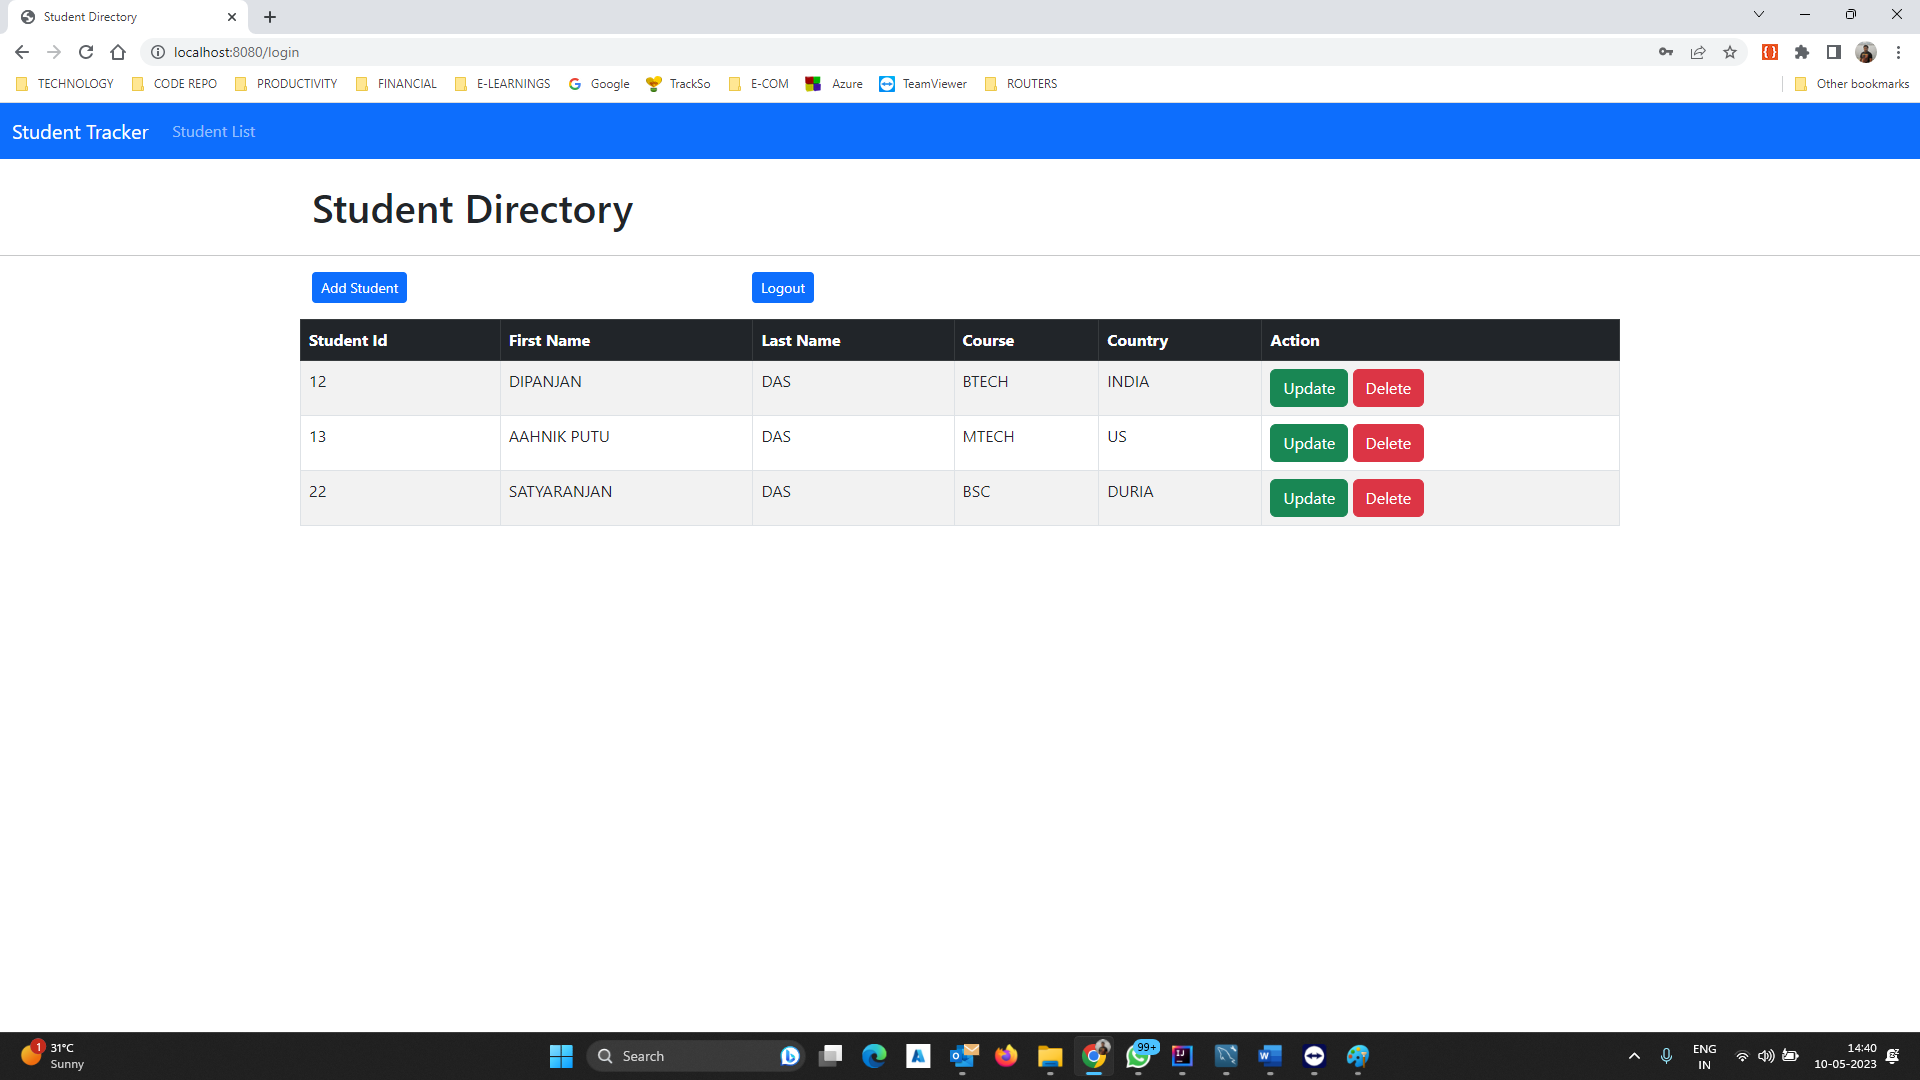 Student Directory
localhost:8080/login
TECHNOLOGY CODE REPO PRODUCTIVITY FINANCIAL E-LEARNINGS Google TrackSo E-COM Azure TeamViewer ROUTERS Other bookmarks
Student Tracker Student List
Student Directory
Add Student Logout
Student Id First Name Last Name Course Country Action
12 DIPANJAN DAS BTECH INDIA Update Delete
13 AAHNIK PUTU DAS MTECH US Update Delete
22 SATYARANJAN DAS BSC DURIA Update Delete
1 31°C
Sunny
Search
99+
ENG
IN
14:40
10-05-2023